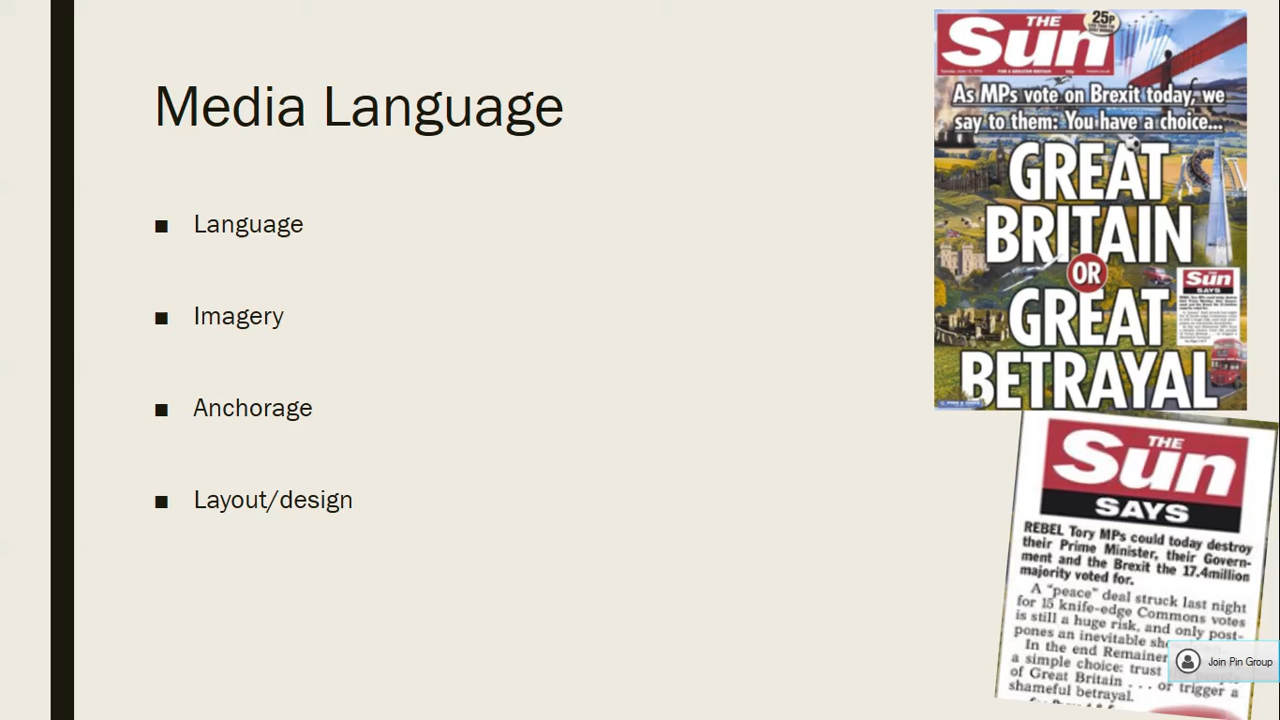 Media Language
■ Language
■ Imagery
■ Anchorage
■ Layout/design
THE
Sun
25p
FOR A GREATER BRITAIN
As MPs vote on Brexit today, we
say to them: You have a choice...
GREAT
BRITAIN
OR
GREAT
BETRAYAL
THE
Sun
SAYS
THE
Sun
SAYS
REBEL Tory MPs could today destroy
their Prime Minister, their Govern-
ment and the Brexit the 17.4million
majority voted for.
A “peace” deal struck last night
for 15 knife-edge Commons votes
is still a huge risk, and only post-
pones an inevitable
In the end
a simple choice: trust
of Great Britain . . . or trigger a
shameful betrayal.
Join Pin Group